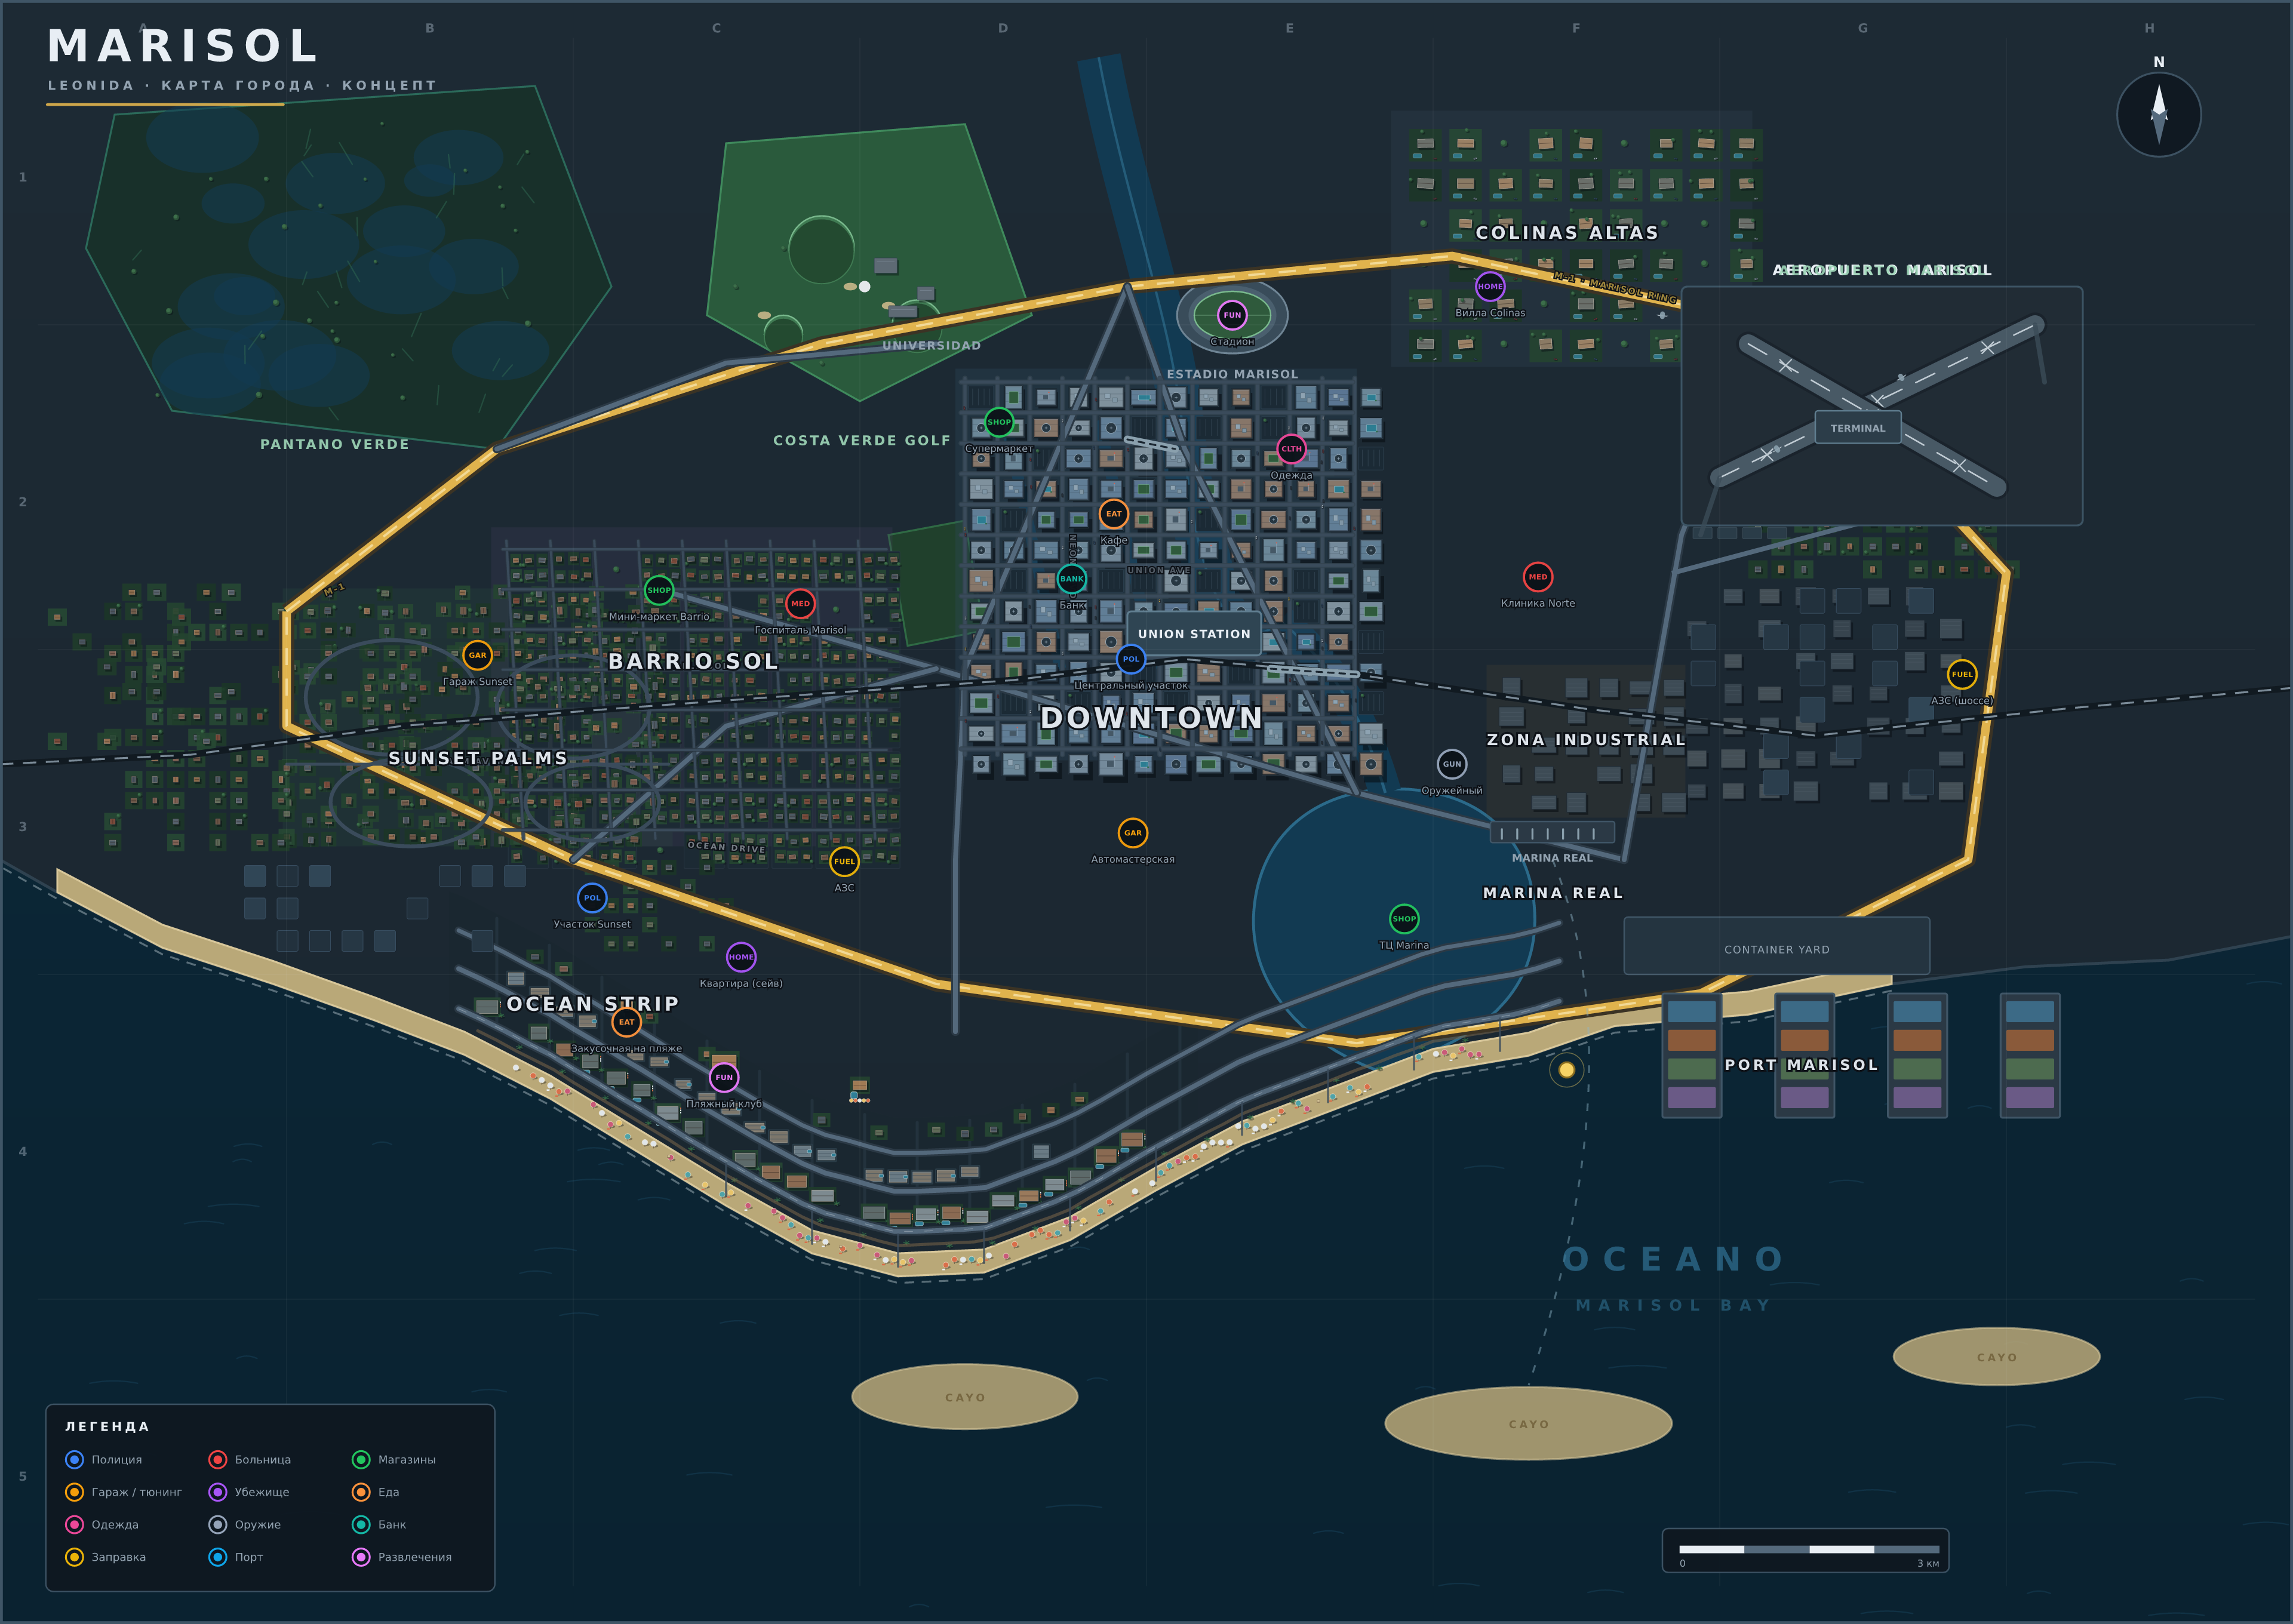 A B C D E F G H
MARISOL
LEONIDA · КАРТА ГОРОДА · КОНЦЕПТ
N
1
COLINAS ALTAS
AEROPUERTO MARISOL
M-1 · MARISOL RING
HOME
Вилла Colinas
FUN
Стадион
UNIVERSIDAD
ESTADIO MARISOL
SHOP
Супермаркет
TERMINAL
PANTANO VERDE
COSTA VERDE GOLF
CLTH
Одежда
2
EAT
Кафе
UNION AVE
BANK
Банк
MED
Клиника Norte
M-1
SHOP
Мини-маркет Barrio
MED
Госпиталь Marisol
UNION STATION
GAR
Гараж Sunset
BARRIO SOL
POL
Центральный участок
FUEL
АЗС (шоссе)
DOWNTOWN
ZONA INDUSTRIAL
SUNSET PALMS
GUN
Оружейный
3
GAR
Автомастерская
OCEAN DRIVE
FUEL
АЗС
MARINA REAL
MARINA REAL
POL
Участок Sunset
SHOP
ТЦ Marina
HOME
Квартира (сейв)
CONTAINER YARD
OCEAN STRIP
EAT
Закусочная на пляже
FUN
Пляжный клуб
PORT MARISOL
4
OCEANO
MARISOL BAY
CAYO
CAYO
CAYO
5
ЛЕГЕНДА
Полиция Больница Магазины
Гараж / тюнинг Убежище Еда
Одежда Оружие Банк
Заправка Порт Развлечения
0 3 км